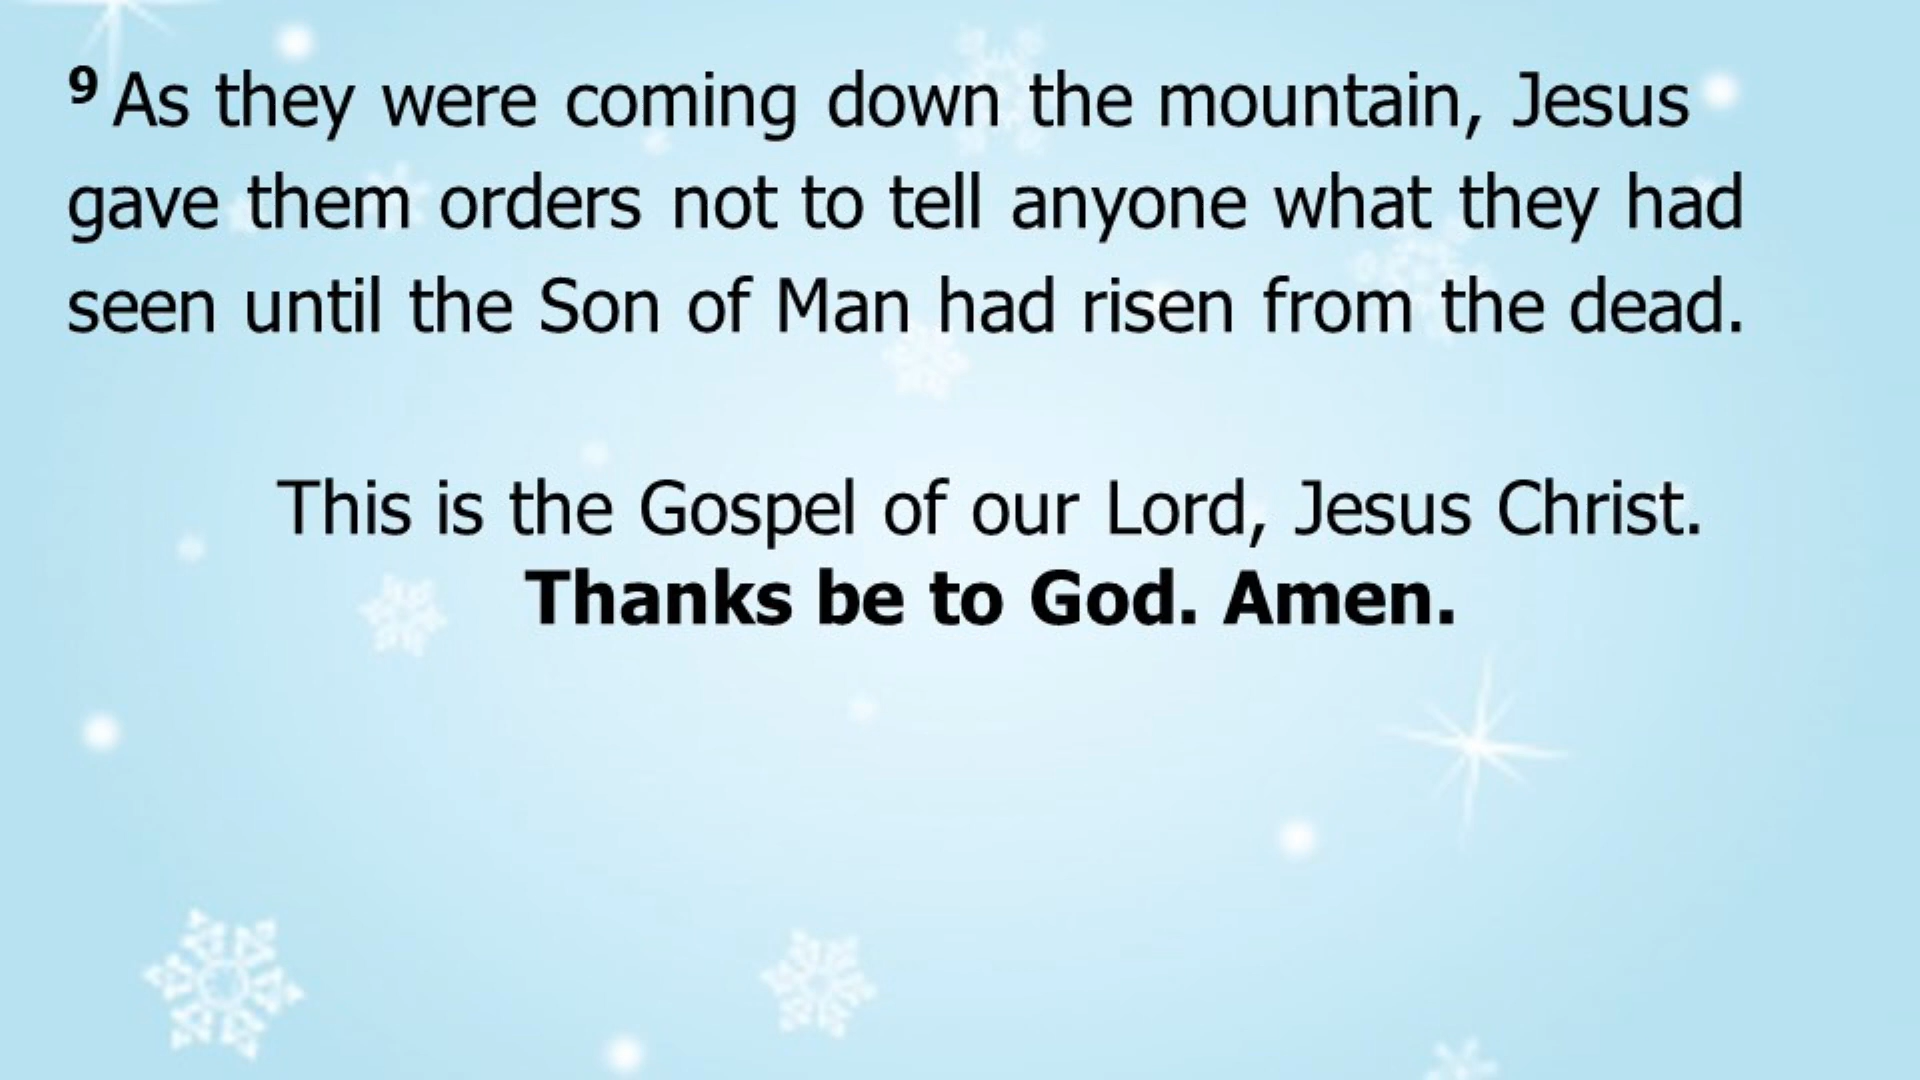 9 As they were coming down the mountain, Jesus
gave them orders not to tell anyone what they had
seen until the Son of Man had risen from the dead.
This is the Gospel of our Lord, Jesus Christ.
Thanks be to God. Amen.